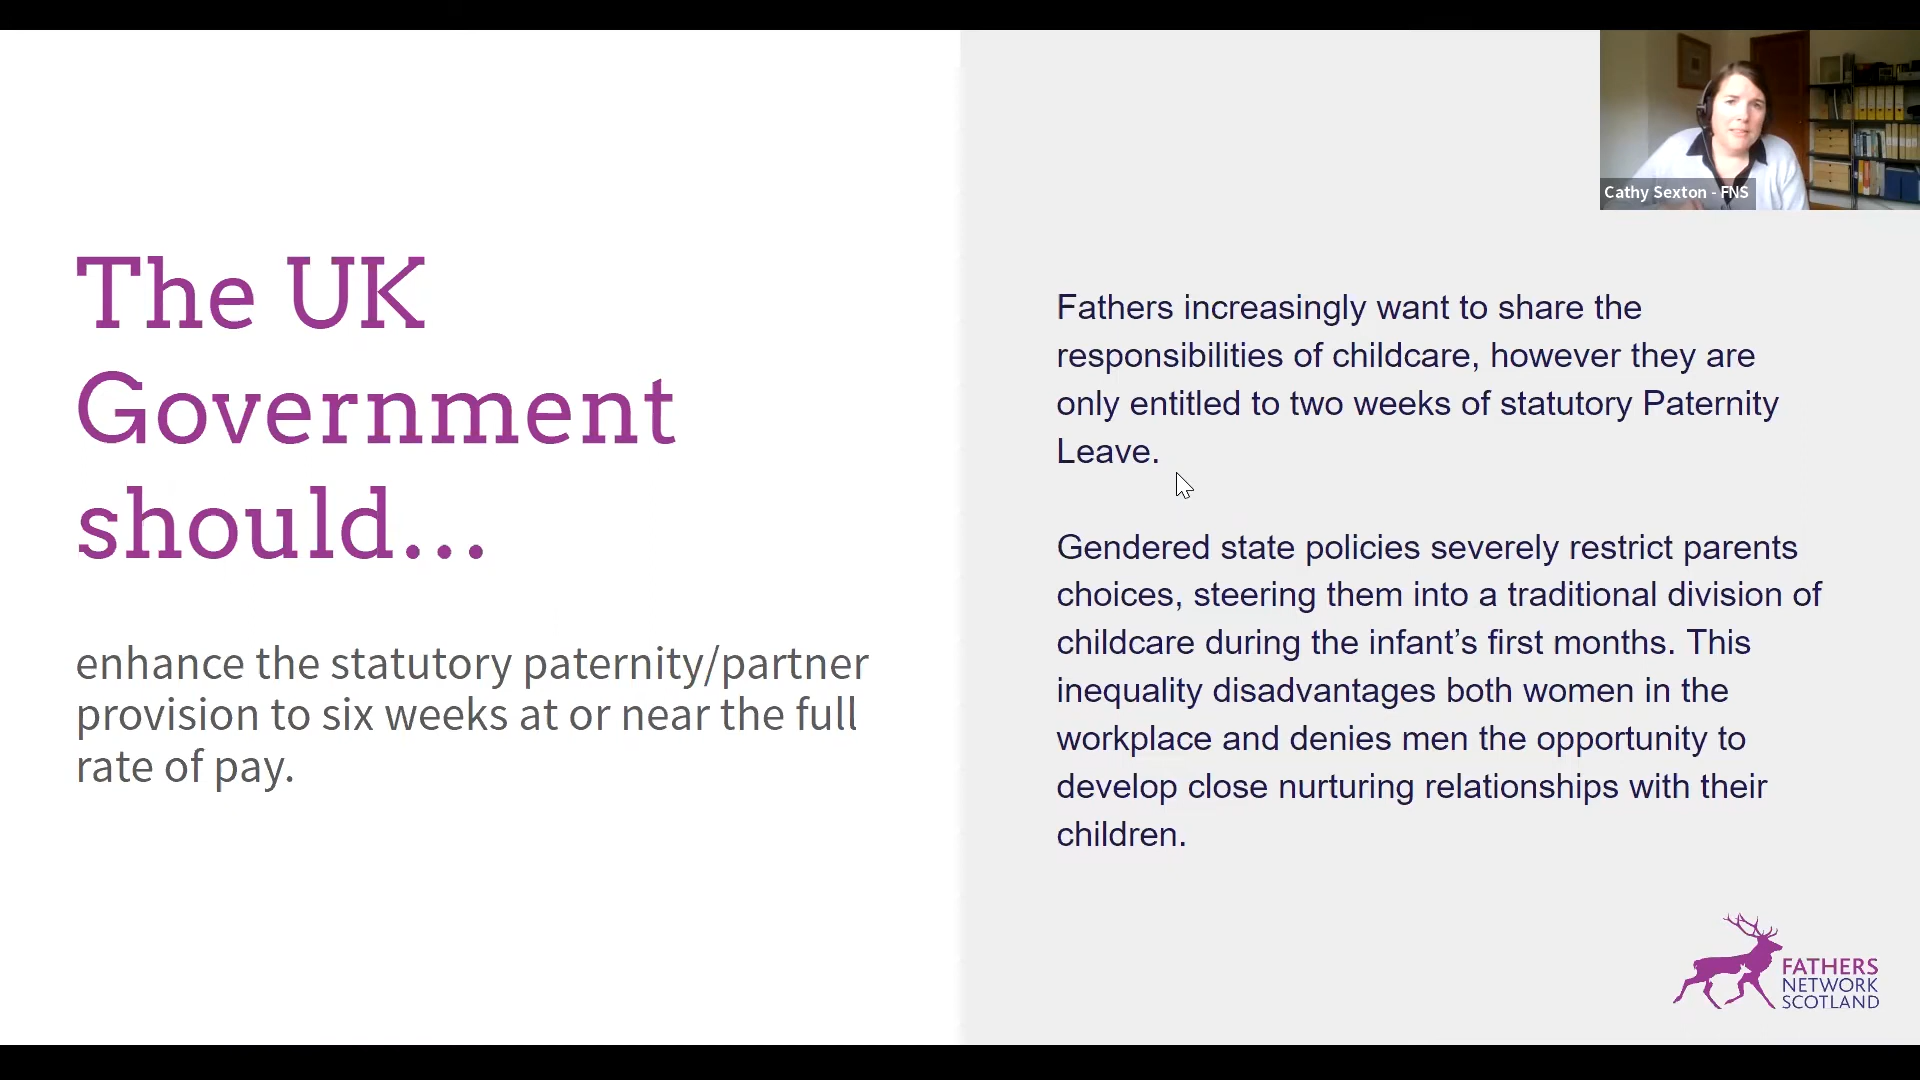 The UK
Government
should...
enhance the statutory paternity/partner
provision to six weeks at or near the full
rate of pay.
Cathy Sexton - FNS
Fathers increasingly want to share the
responsibilities of childcare, however they are
only entitled to two weeks of statutory Paternity
Leave.
Gendered state policies severely restrict parents
choices, steering them into a traditional division of
childcare during the infant’s first months. This
inequality disadvantages both women in the
workplace and denies men the opportunity to
develop close nurturing relationships with their
children.
FATHERS
NETWORK
SCOTLAND